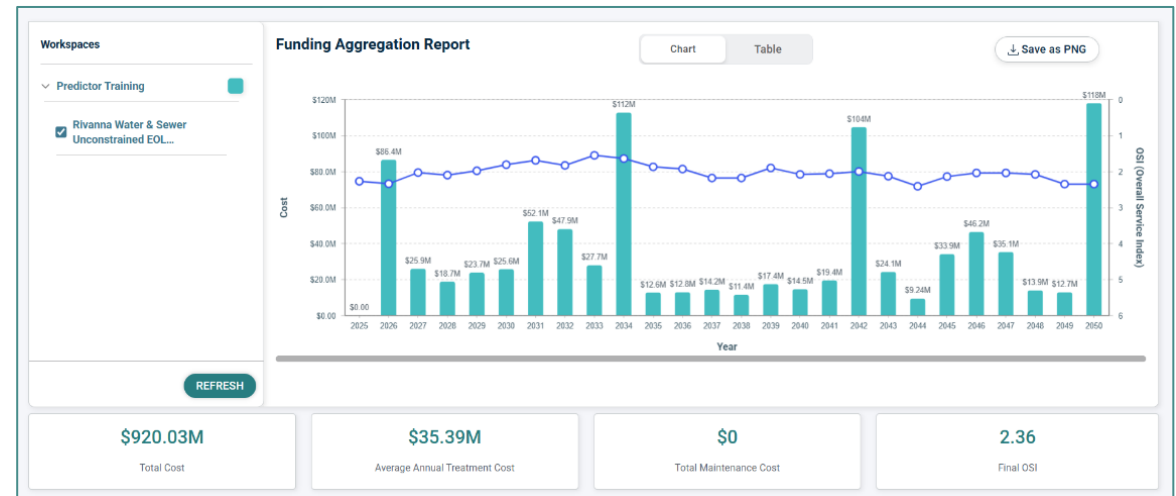 Workspaces
Predictor Training
Rivanna Water & Sewer
Unconstrained EOL...
REFRESH
Funding Aggregation Report
Chart
Table
Save as PNG
Cost
$120M
$100M
$80.0M
$60.0M
$40.0M
$20.0M
$0.00
$0.00
$86.4M
$25.9M
$18.7M
$23.7M
$25.6M
$52.1M
$47.9M
$27.7M
$112M
$12.6M
$12.8M
$14.2M
$11.4M
$17.4M
$14.5M
$19.4M
$104M
$24.1M
$9.24M
$33.9M
$46.2M
$35.1M
$13.9M
$12.7M
$118M
0
1
2
3
4
5
6
OSI (Overall Service Index)
2025 2026 2027 2028 2029 2030 2031 2032 2033 2034 2035 2036 2037 2038 2039 2040 2041 2042 2043 2044 2045 2046 2047 2048 2049 2050
Year
$920.03M
Total Cost
$35.39M
Average Annual Treatment Cost
$0
Total Maintenance Cost
2.36
Final OSI